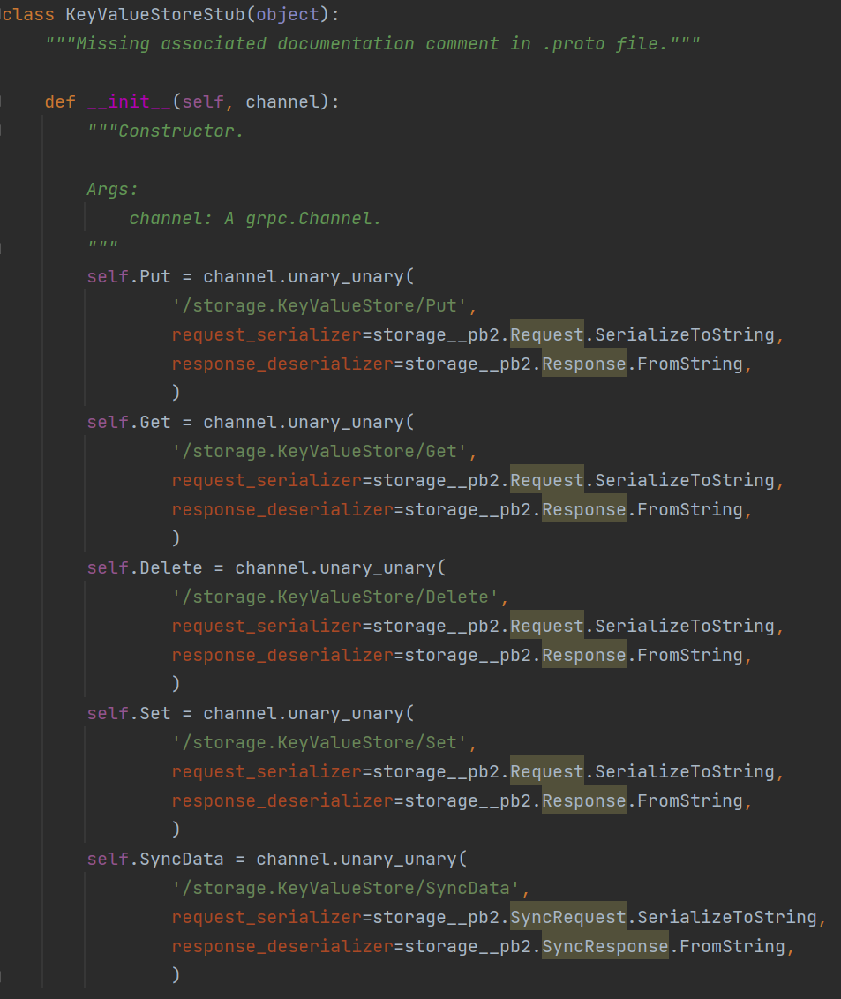 class KeyValueStoreStub(object):
    """Missing associated documentation comment in .proto file."""

    def __init__(self, channel):
        """Constructor.

        Args:
            channel: A grpc.Channel.
        """
        self.Put = channel.unary_unary(
                '/storage.KeyValueStore/Put',
                request_serializer=storage__pb2.Request.SerializeToString,
                response_deserializer=storage__pb2.Response.FromString,
                )
        self.Get = channel.unary_unary(
                '/storage.KeyValueStore/Get',
                request_serializer=storage__pb2.Request.SerializeToString,
                response_deserializer=storage__pb2.Response.FromString,
                )
        self.Delete = channel.unary_unary(
                '/storage.KeyValueStore/Delete',
                request_serializer=storage__pb2.Request.SerializeToString,
                response_deserializer=storage__pb2.Response.FromString,
                )
        self.Set = channel.unary_unary(
                '/storage.KeyValueStore/Set',
                request_serializer=storage__pb2.Request.SerializeToString,
                response_deserializer=storage__pb2.Response.FromString,
                )
        self.SyncData = channel.unary_unary(
                '/storage.KeyValueStore/SyncData',
                request_serializer=storage__pb2.SyncRequest.SerializeToString,
                response_deserializer=storage__pb2.SyncResponse.FromString,
                )